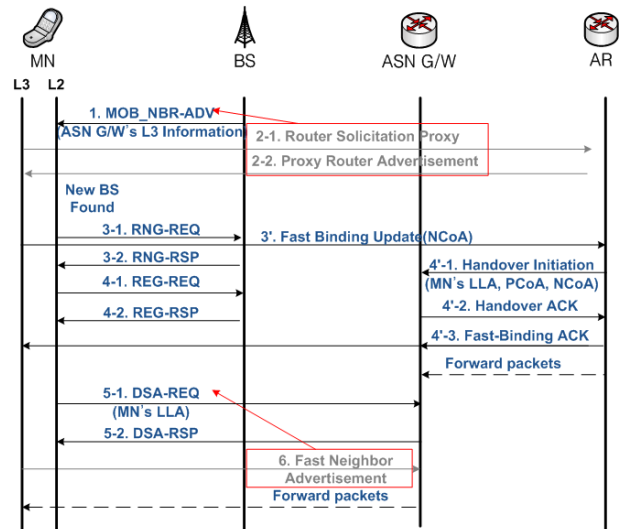 MN
BS
ASN G/W
AR
L3 L2
1. MOB_NBR-ADV
(ASN G/W's L3 Information)
2-1. Router Solicitation Proxy
2-2. Proxy Router Advertisement
New BS
Found
3-1. RNG-REQ
3'. Fast Binding Update(NCoA)
3-2. RNG-RSP
4'-1. Handover Initiation
(MN's LLA, PCoA, NCoA)
4-1. REG-REQ
4'-2. Handover ACK
4-2. REG-RSP
4'-3. Fast-Binding ACK
Forward packets
5-1. DSA-REQ
(MN's LLA)
5-2. DSA-RSP
6. Fast Neighbor
Advertisement
Forward packets